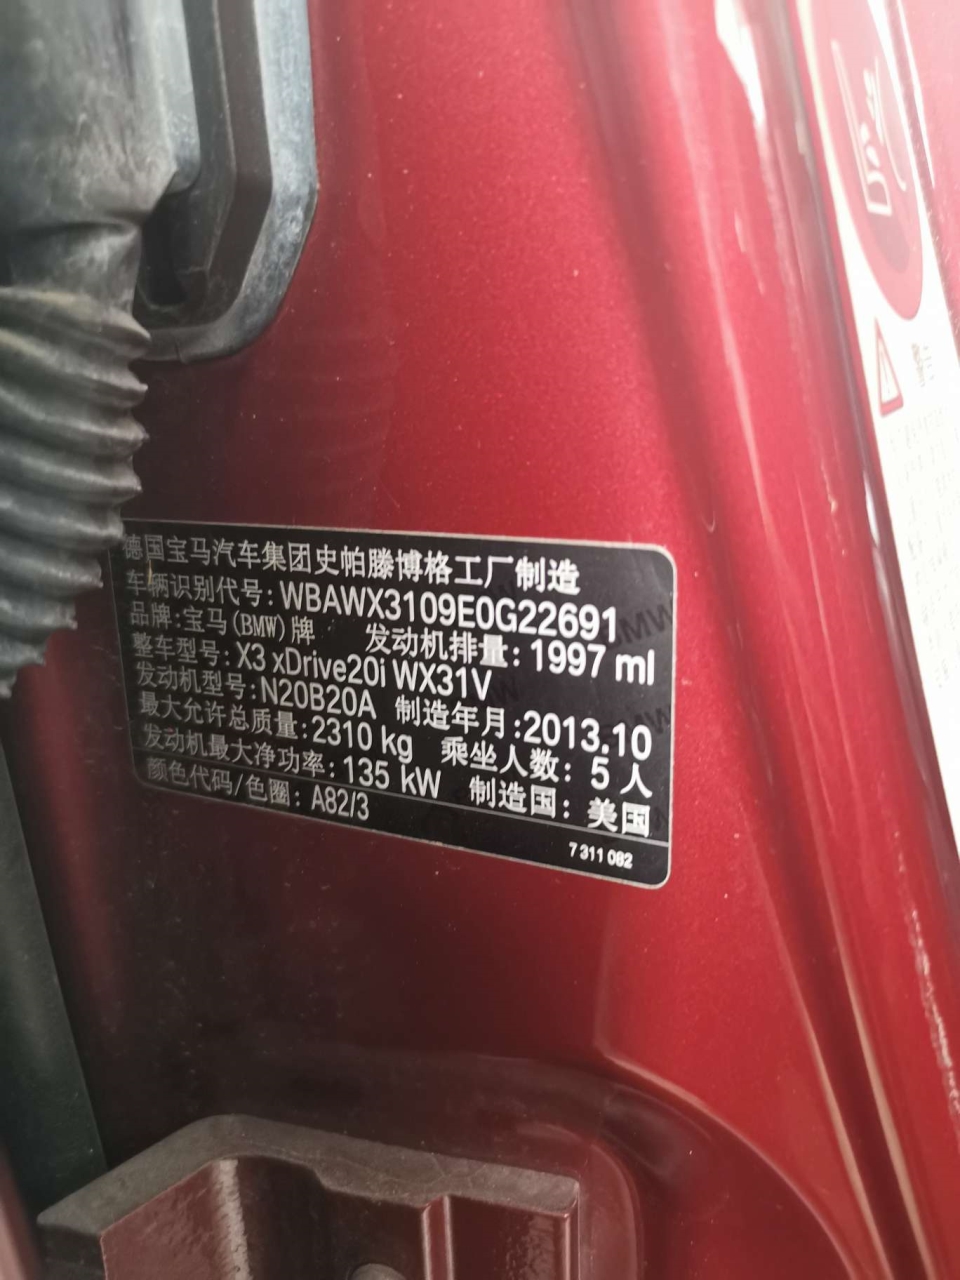 德国宝马汽车集团史帕滕博格工厂制造
车辆识别代号:WBAWX3109E0G22691
品牌:宝马(BMW)牌 发动机排量:1997 ml
整车型号:X3 xDrive20i WX31V
发动机型号:N20B20A 制造年月:2013.10
最大允许总质量:2310 kg 乘坐人数:5人
发动机最大净功率:135 kW 制造国:美国
颜色代码/色圈:A82/3
7 311 082
警告